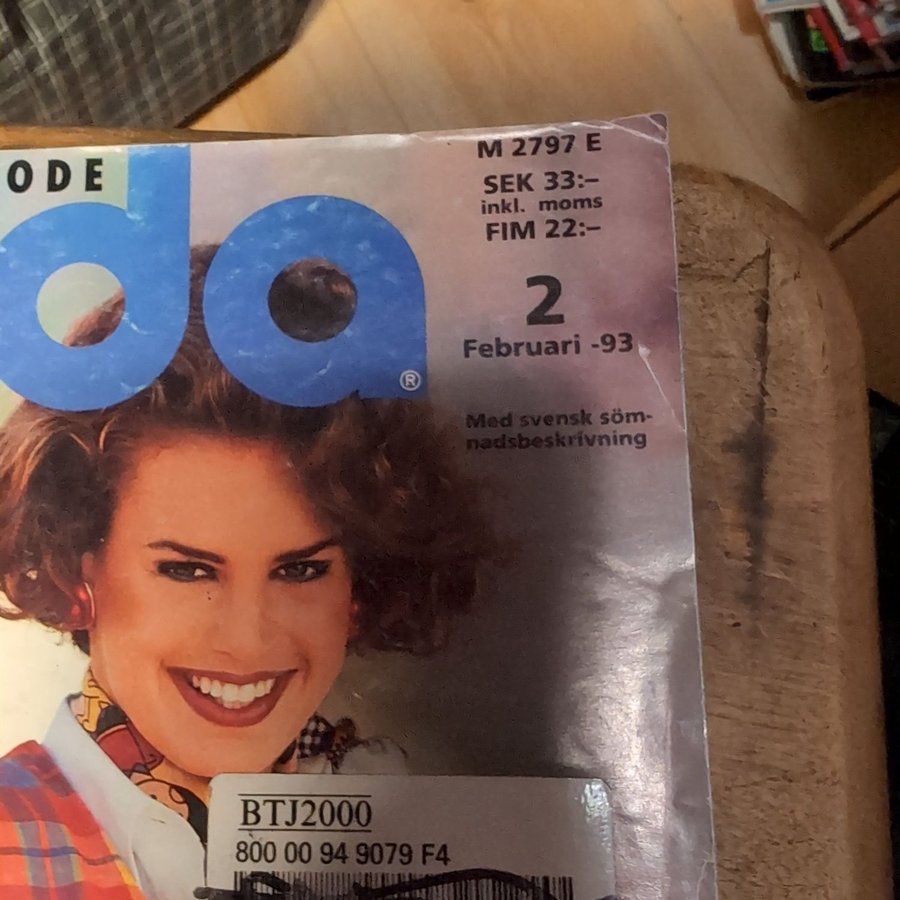 ODE
da
®
M 2797 E
SEK 33:–
inkl. moms
FIM 22:–
2
Februari -93
Med svensk söm-
nadsbeskrivning
BTJ2000
800 00 94 9079 F4